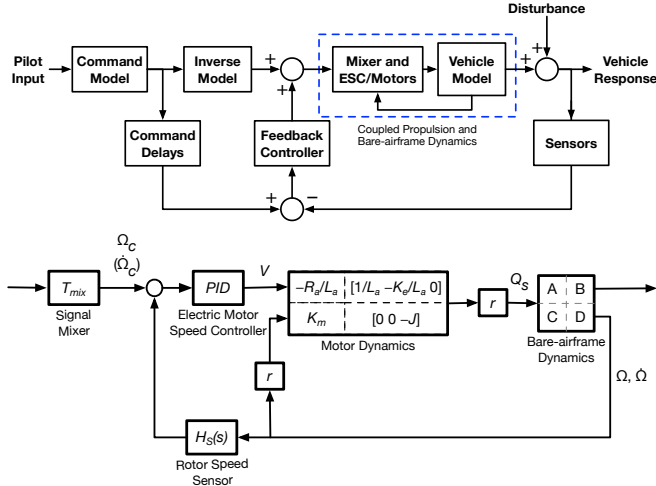 Disturbance
Pilot
Input
Command
Model
Inverse
Model
+
+
Mixer and
ESC/Motors
Vehicle
Model
+
+
Vehicle
Response
Coupled Propulsion and
Bare-airframe Dynamics
Command
Delays
Feedback
Controller
Sensors
+
−
Ω_C
(Ω̇_C)
T_mix
Signal
Mixer
PID
Electric Motor
Speed Controller
V
−R_a/L_a
[1/L_a −K_e/L_a 0]
K_m
[0 0 −J]
Motor Dynamics
r
Q_s
A B
C D
Bare-airframe
Dynamics
r
Ω, Ω̇
H_S(s)
Rotor Speed
Sensor